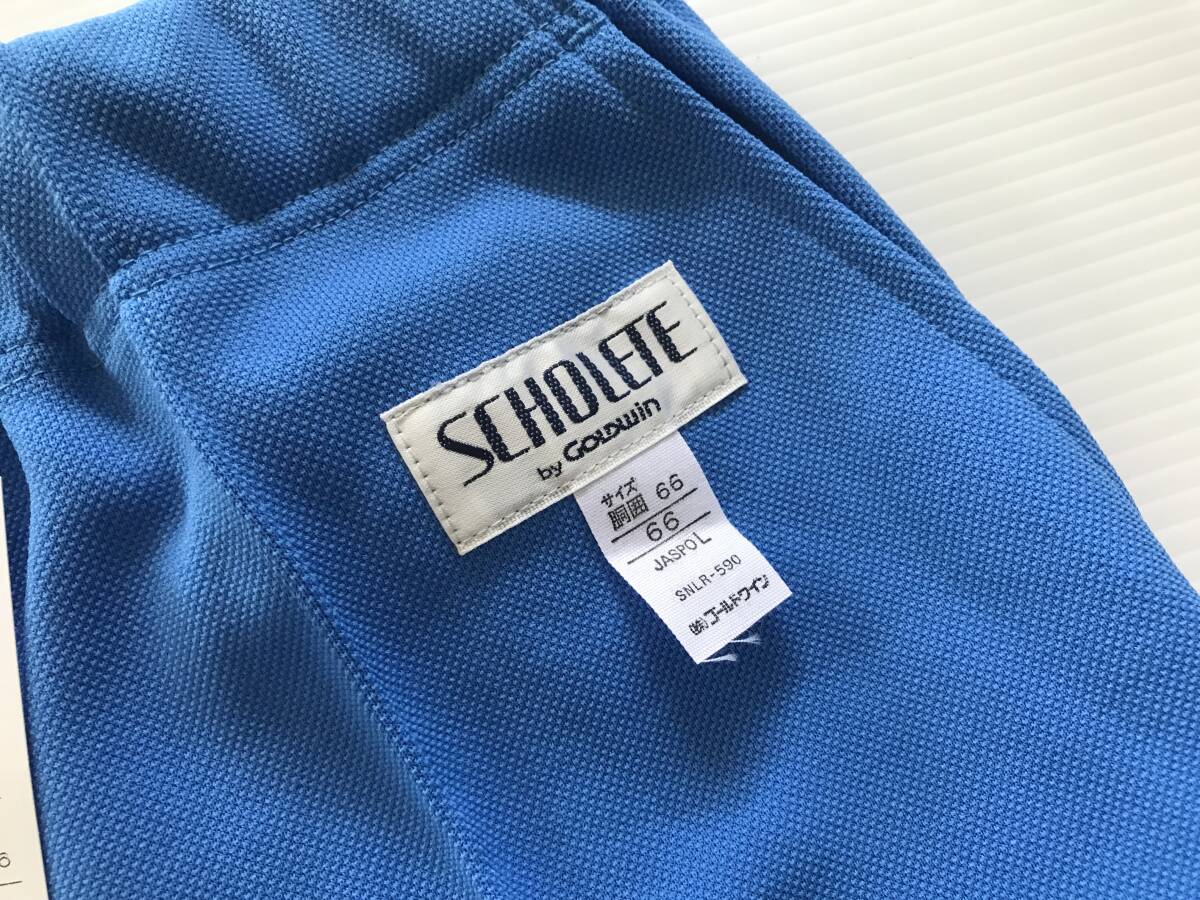 SCHOLETE
by GOLDWIN
サイズ
胴囲 66
66
JASPO L
SNLR-590
(株)ゴールドウイン
6